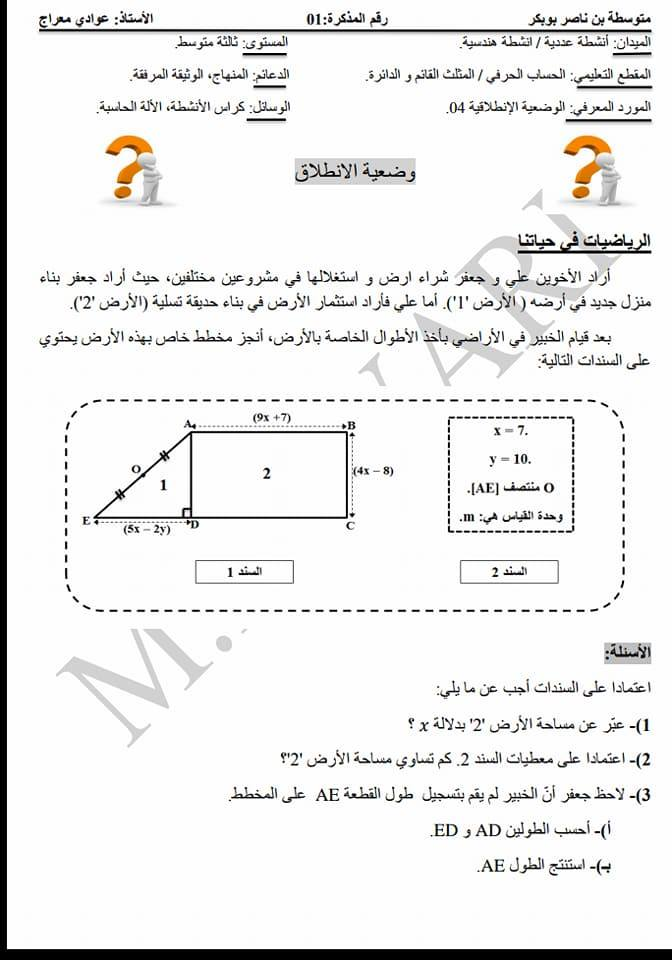 متوسطة بن ناصر بوبكر رقم المذكرة:01 الأستاذ: عوادي معراج
الميدان: أنشطة عددية / انشطة هندسية. المستوى: ثالثة متوسط.
المقطع التعليمي: الحساب الحرفي / المثلث القائم و الدائرة. الدعائم: المنهاج، الوثيقة المرفقة.
المورد المعرفي: الوضعية الإنطلاقية 04. الوسائل: كراس الأنشطة، الألة الحاسبة.
وضعية الانطلاق
الرياضيات في حياتنا
أراد الأخوين علي و جعفر شراء ارض و استغلالها في مشروعين مختلفين، حيث أراد جعفر بناء
منزل جديد في أرضه ( الأرض '1'). أما علي فأراد استثمار الأرض في بناء حديقة تسلية (الأرض '2').
بعد قيام الخبير في الأراضي بأخذ الأطوال الخاصة بالأرض، أنجز مخطط خاص بهذه الأرض يحتوي
على السندات التالية:
(9x +7)
A B
O 1 2 (4x – 8)
E D C
(5x – 2y)
السند 1
x = 7.
y = 10.
O منتصف [AE].
وحدة القياس هي: m.
السند 2
الأسئلة:
اعتمادا على السندات أجب عن ما يلي:
1)- عبّر عن مساحة الأرض '2' بدلالة x ؟
2)- اعتمادا على معطيات السند 2. كم تساوي مساحة الأرض '2'؟
3)- لاحظ جعفر أنّ الخبير لم يقم بتسجيل طول القطعة AE على المخطط.
أ)- أحسب الطولين AD و ED.
بـ)- استنتج الطول AE.
M. AARI